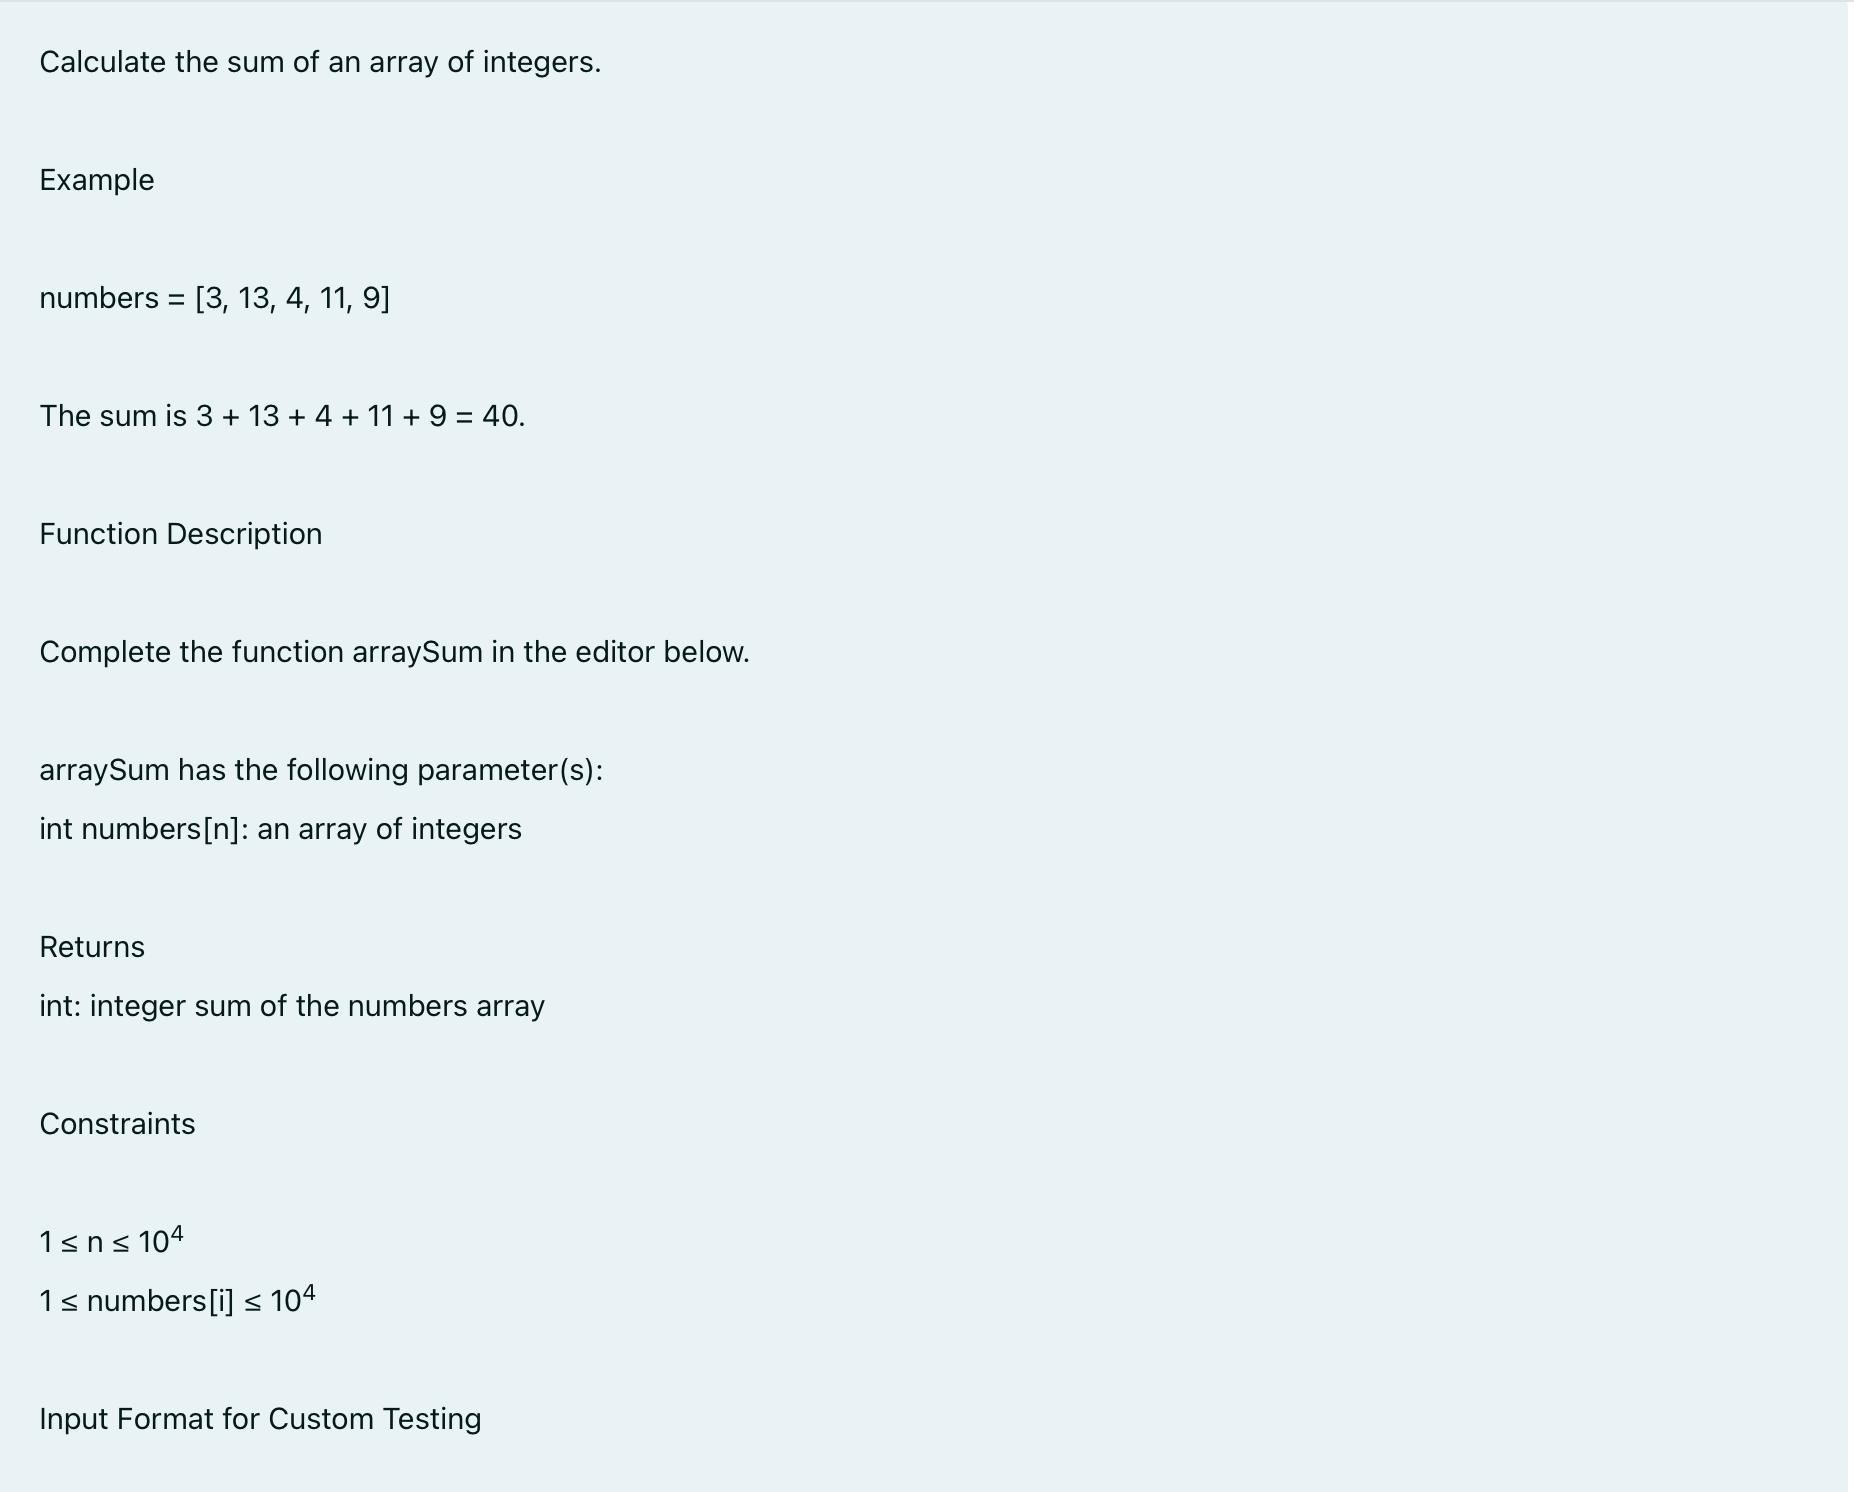 Calculate the sum of an array of integers.
Example
numbers = [3, 13, 4, 11, 9]
The sum is 3 + 13 + 4 + 11 + 9 = 40.
Function Description
Complete the function arraySum in the editor below.
arraySum has the following parameter(s):
int numbers[n]: an array of integers
Returns
int: integer sum of the numbers array
Constraints
1 ≤ n ≤ 10⁴
1 ≤ numbers[i] ≤ 10⁴
Input Format for Custom Testing